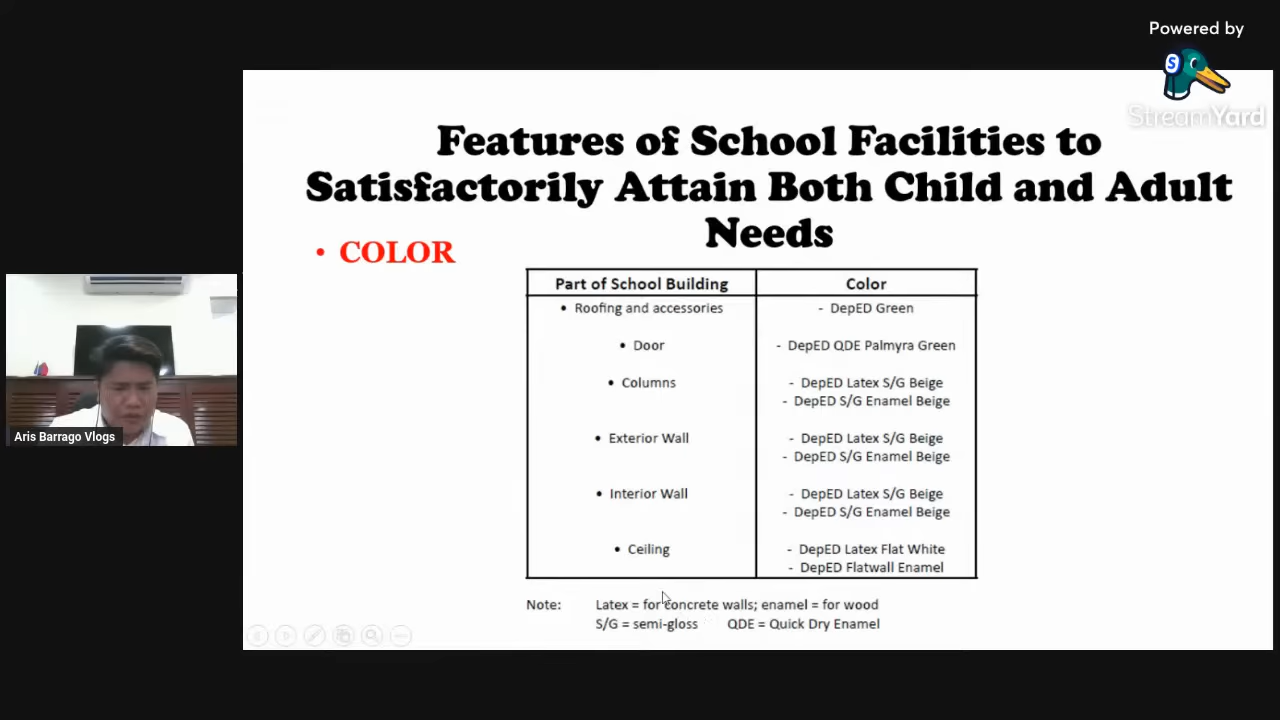 Powered by
StreamYard
Features of School Facilities to
Satisfactorily Attain Both Child and Adult
Needs
• COLOR
Part of School Building Color
• Roofing and accessories - DepED Green
• Door - DepED QDE Palmyra Green
• Columns - DepED Latex S/G Beige
- DepED S/G Enamel Beige
• Exterior Wall - DepED Latex S/G Beige
- DepED S/G Enamel Beige
• Interior Wall - DepED Latex S/G Beige
- DepED S/G Enamel Beige
• Ceiling - DepED Latex Flat White
- DepED Flatwall Enamel
Note: Latex = for concrete walls; enamel = for wood
S/G = semi-gloss QDE = Quick Dry Enamel
Aris Barrago Vlogs